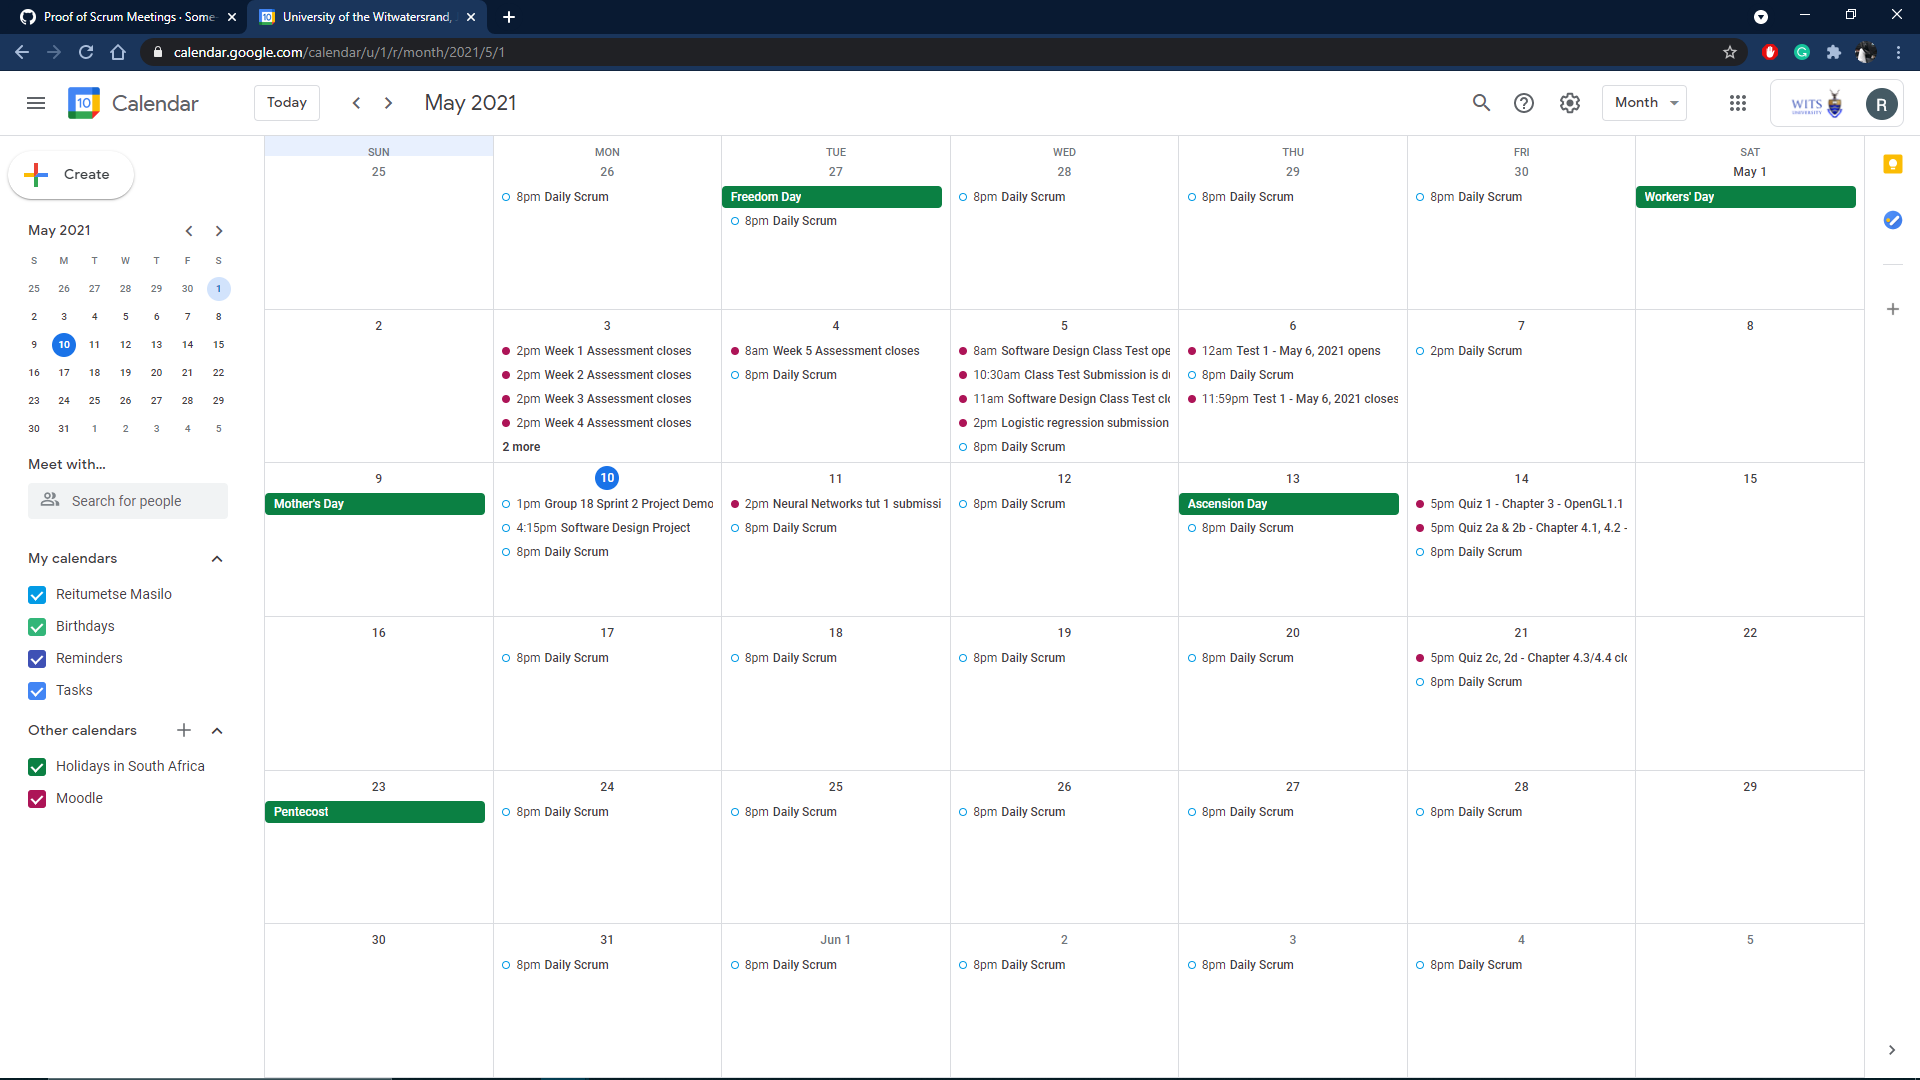 Proof of Scrum Meetings · Some
University of the Witwatersrand,
calendar.google.com/calendar/u/1/r/month/2021/5/1
10
Calendar
Today
May 2021
Month
WITS
UNIVERSITY
R
Create
May 2021
S M T W T F S
25 26 27 28 29 30 1
2 3 4 5 6 7 8
9 10 11 12 13 14 15
16 17 18 19 20 21 22
23 24 25 26 27 28 29
30 31 1 2 3 4 5
Meet with...
Search for people
My calendars
Reitumetse Masilo
Birthdays
Reminders
Tasks
Other calendars
Holidays in South Africa
Moodle
SUN MON TUE WED THU FRI SAT
25 26 27 28 29 30 May 1
8pm Daily Scrum
Freedom Day
8pm Daily Scrum
8pm Daily Scrum
8pm Daily Scrum
8pm Daily Scrum
Workers' Day
2 3 4 5 6 7 8
2pm Week 1 Assessment closes
2pm Week 2 Assessment closes
2pm Week 3 Assessment closes
2pm Week 4 Assessment closes
2 more
8am Week 5 Assessment closes
8pm Daily Scrum
8am Software Design Class Test ope
10:30am Class Test Submission is du
11am Software Design Class Test clo
2pm Logistic regression submission
8pm Daily Scrum
12am Test 1 - May 6, 2021 opens
8pm Daily Scrum
11:59pm Test 1 - May 6, 2021 closes
2pm Daily Scrum
9 10 11 12 13 14 15
Mother's Day
1pm Group 18 Sprint 2 Project Demo
4:15pm Software Design Project
8pm Daily Scrum
2pm Neural Networks tut 1 submissi
8pm Daily Scrum
8pm Daily Scrum
Ascension Day
8pm Daily Scrum
5pm Quiz 1 - Chapter 3 - OpenGL1.1
5pm Quiz 2a & 2b - Chapter 4.1, 4.2 -
8pm Daily Scrum
16 17 18 19 20 21 22
8pm Daily Scrum
8pm Daily Scrum
8pm Daily Scrum
8pm Daily Scrum
5pm Quiz 2c, 2d - Chapter 4.3/4.4 clo
8pm Daily Scrum
23 24 25 26 27 28 29
Pentecost
8pm Daily Scrum
8pm Daily Scrum
8pm Daily Scrum
8pm Daily Scrum
8pm Daily Scrum
30 31 Jun 1 2 3 4 5
8pm Daily Scrum
8pm Daily Scrum
8pm Daily Scrum
8pm Daily Scrum
8pm Daily Scrum